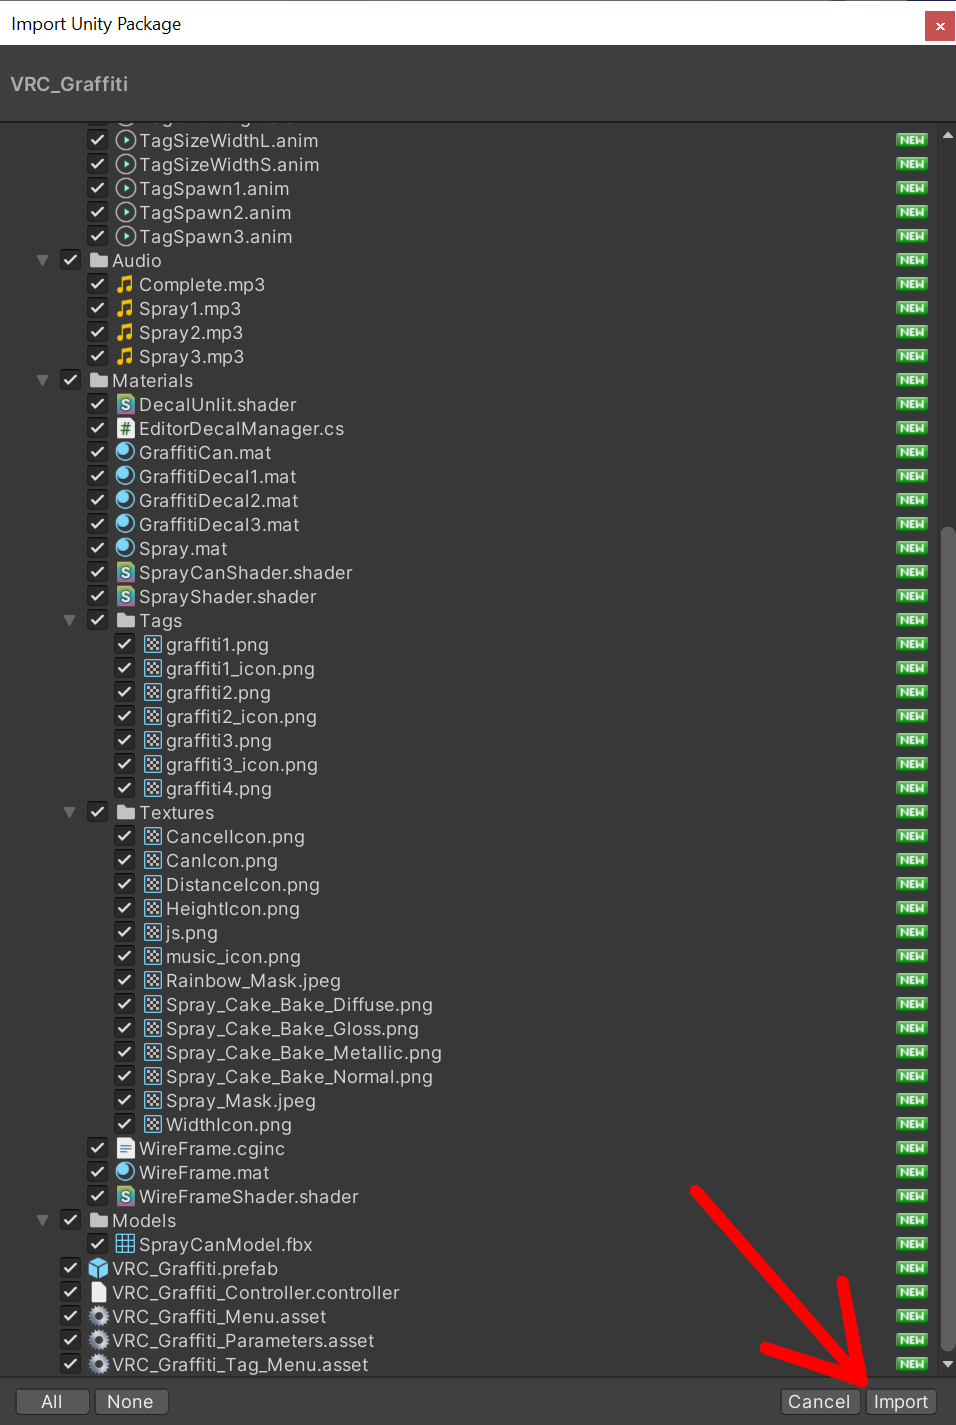 Import Unity Package
VRC_Graffiti
TagSizeWidthL.anim NEW
TagSizeWidthS.anim NEW
TagSpawn1.anim NEW
TagSpawn2.anim NEW
TagSpawn3.anim NEW
Audio NEW
Complete.mp3 NEW
Spray1.mp3 NEW
Spray2.mp3 NEW
Spray3.mp3 NEW
Materials NEW
DecalUnlit.shader NEW
EditorDecalManager.cs NEW
GraffitiCan.mat NEW
GraffitiDecal1.mat NEW
GraffitiDecal2.mat NEW
GraffitiDecal3.mat NEW
Spray.mat NEW
SprayCanShader.shader NEW
SprayShader.shader NEW
Tags NEW
graffiti1.png NEW
graffiti1_icon.png NEW
graffiti2.png NEW
graffiti2_icon.png NEW
graffiti3.png NEW
graffiti3_icon.png NEW
graffiti4.png NEW
Textures NEW
CancelIcon.png NEW
CanIcon.png NEW
DistanceIcon.png NEW
HeightIcon.png NEW
js.png NEW
music_icon.png NEW
Rainbow_Mask.jpeg NEW
Spray_Cake_Bake_Diffuse.png NEW
Spray_Cake_Bake_Gloss.png NEW
Spray_Cake_Bake_Metallic.png NEW
Spray_Cake_Bake_Normal.png NEW
Spray_Mask.jpeg NEW
WidthIcon.png NEW
WireFrame.cginc NEW
WireFrame.mat NEW
WireFrameShader.shader NEW
Models NEW
SprayCanModel.fbx NEW
VRC_Graffiti.prefab NEW
VRC_Graffiti_Controller.controller NEW
VRC_Graffiti_Menu.asset NEW
VRC_Graffiti_Parameters.asset NEW
VRC_Graffiti_Tag_Menu.asset NEW
All None Cancel Import